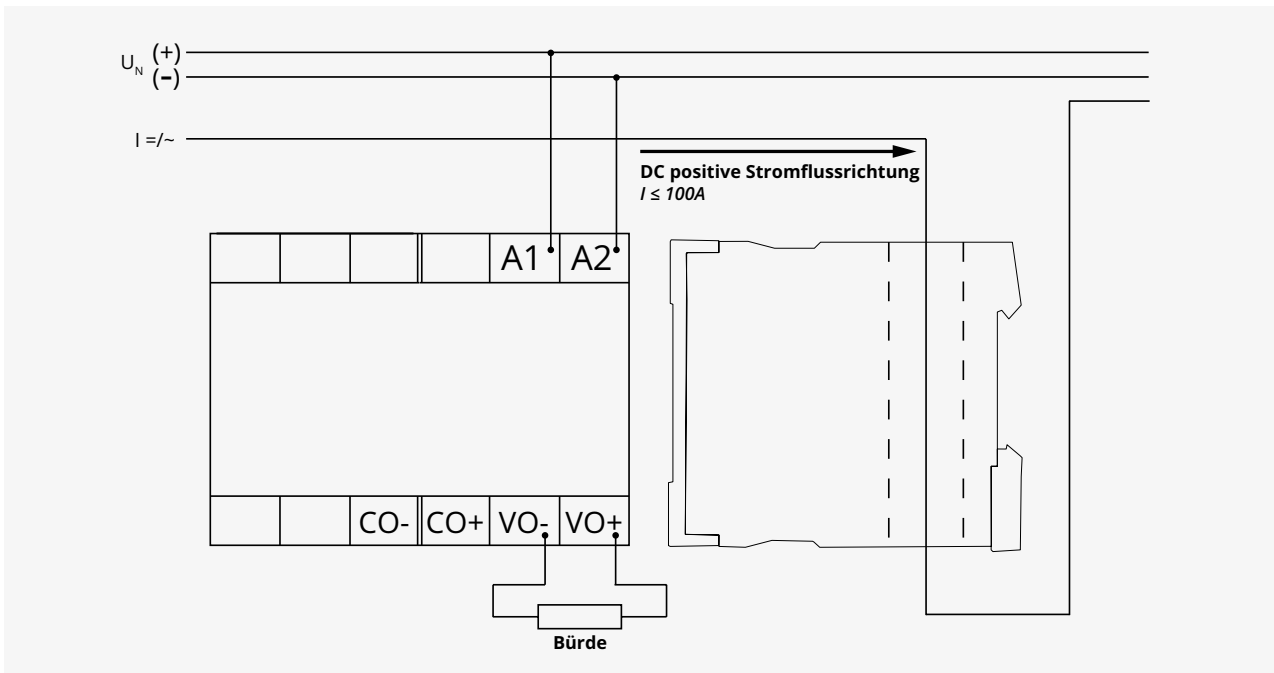 U_N (+)
(−)
I =/~
DC positive Stromflussrichtung
I ≤ 100A
A1 A2
CO- CO+ VO- VO+
Bürde